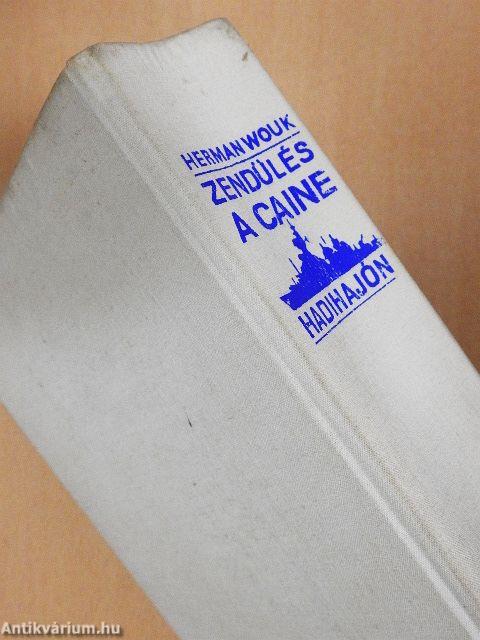 HERMAN WOUK
ZENDÜLÉS
A CAINE
HADIHAJÓN
Antikvárium.hu